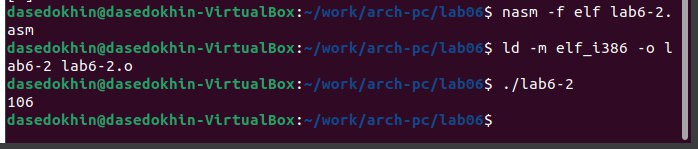 dasedokhin@dasedokhin-VirtualBox:~/work/arch-pc/lab06$ nasm -f elf lab6-2.
asm
dasedokhin@dasedokhin-VirtualBox:~/work/arch-pc/lab06$ ld -m elf_i386 -o l
ab6-2 lab6-2.o
dasedokhin@dasedokhin-VirtualBox:~/work/arch-pc/lab06$ ./lab6-2
106
dasedokhin@dasedokhin-VirtualBox:~/work/arch-pc/lab06$